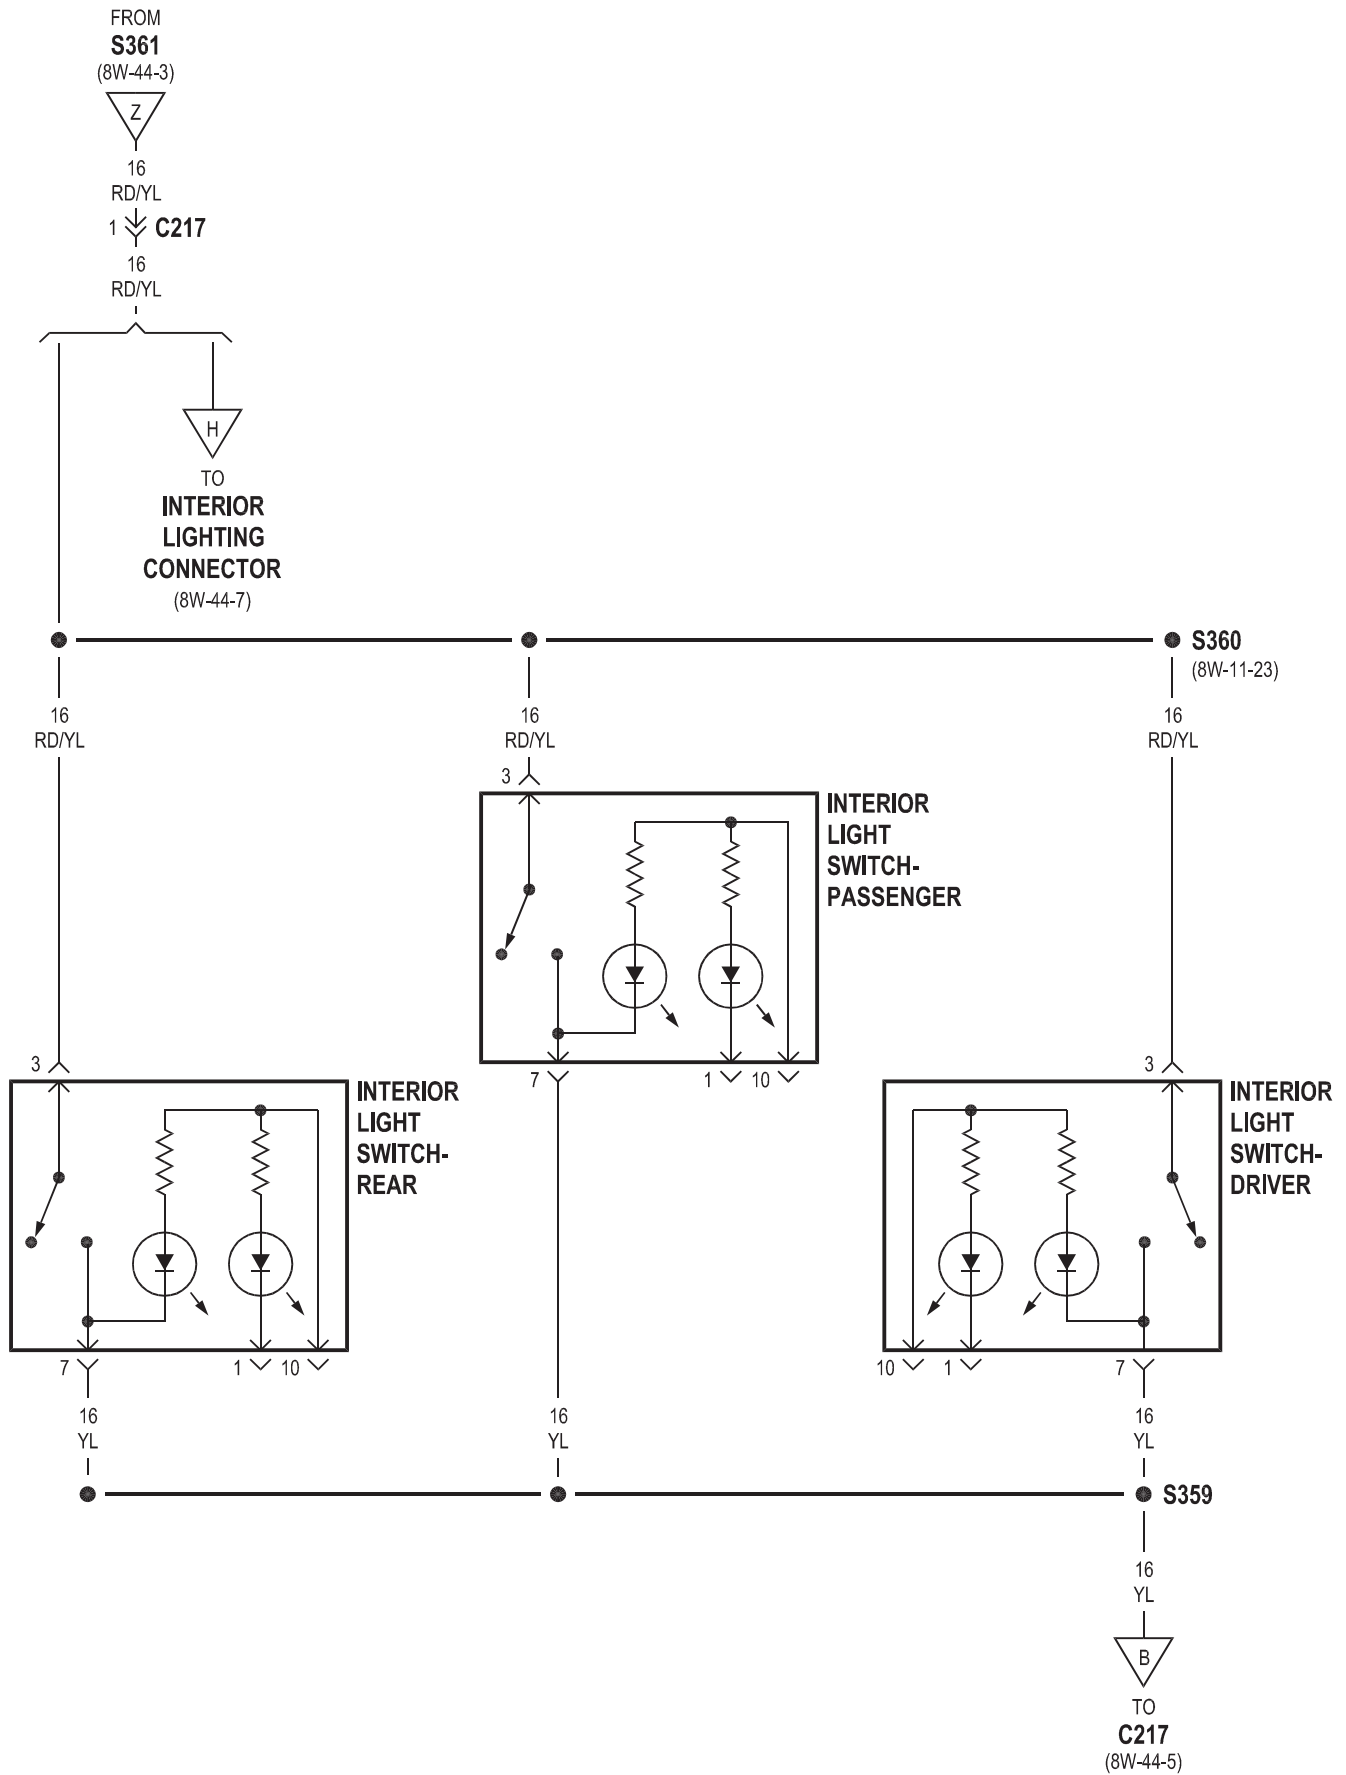 FROM
S361
(8W-44-3)
Z
16
RD/YL
1 C217
16
RD/YL
H
TO
INTERIOR
LIGHTING
CONNECTOR
(8W-44-7)
S360
(8W-11-23)
16
RD/YL
16
RD/YL
16
RD/YL
3
INTERIOR
LIGHT
SWITCH-
PASSENGER
7
1
10
3
INTERIOR
LIGHT
SWITCH-
REAR
7
1
10
3
INTERIOR
LIGHT
SWITCH-
DRIVER
10
1
7
16
YL
16
YL
16
YL
S359
16
YL
B
TO
C217
(8W-44-5)